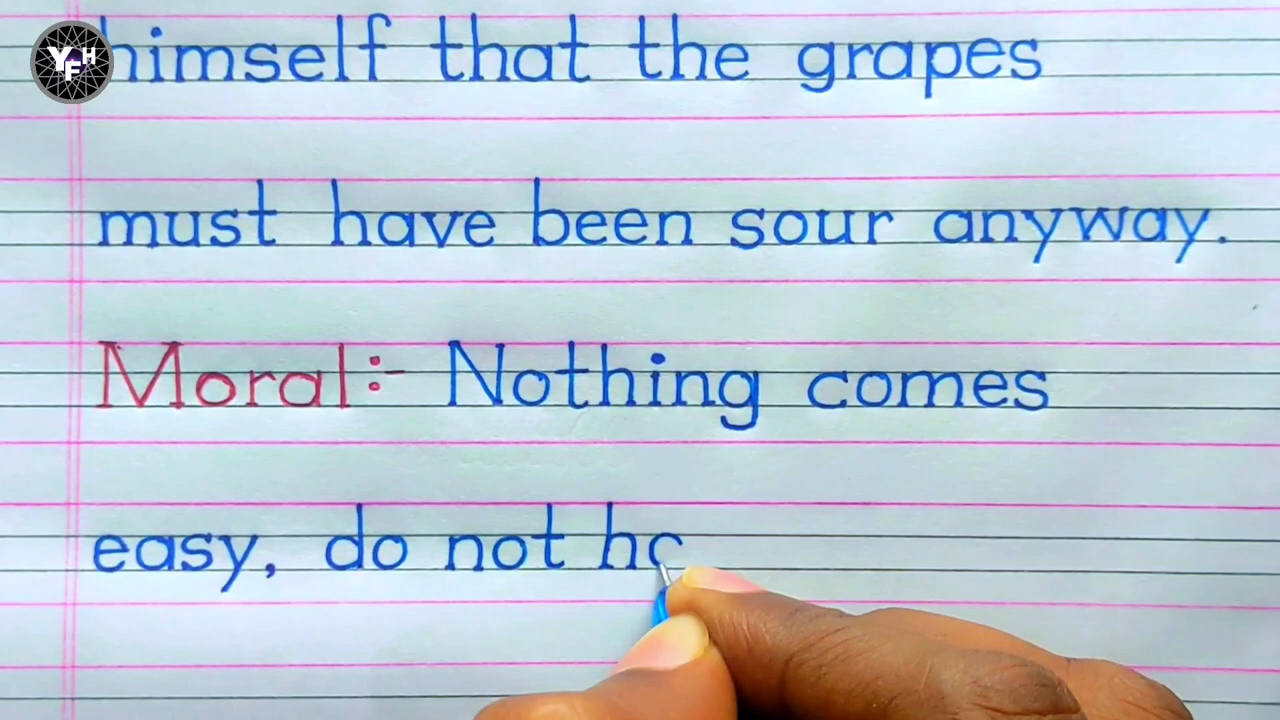 YFH
himself that the grapes
must have been sour anyway.
Moral:- Nothing comes
easy, do not